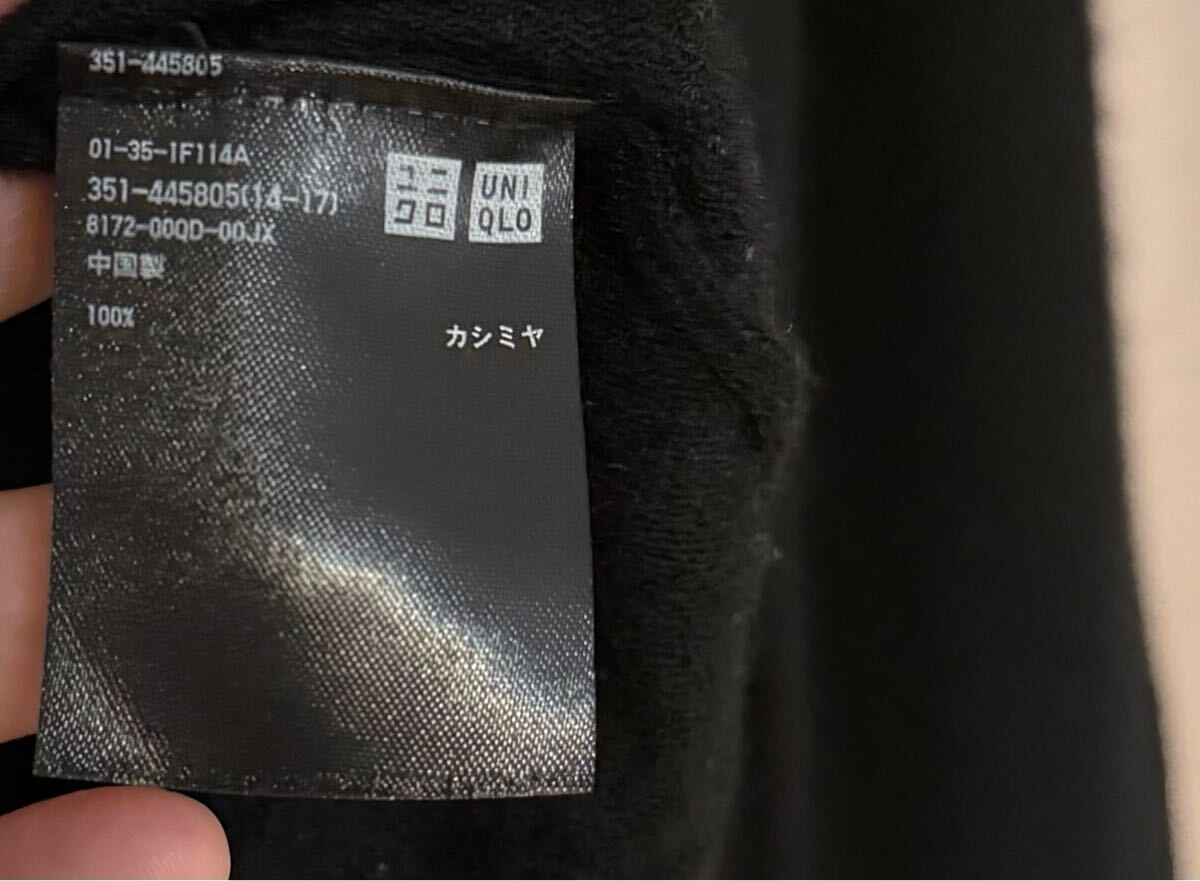 351-445805
01-35-1F114A
351-445805(14-17)
8172-00QD-00JX
中国製
ユニ
クロ
UNI
QLO
100%
カシミヤ